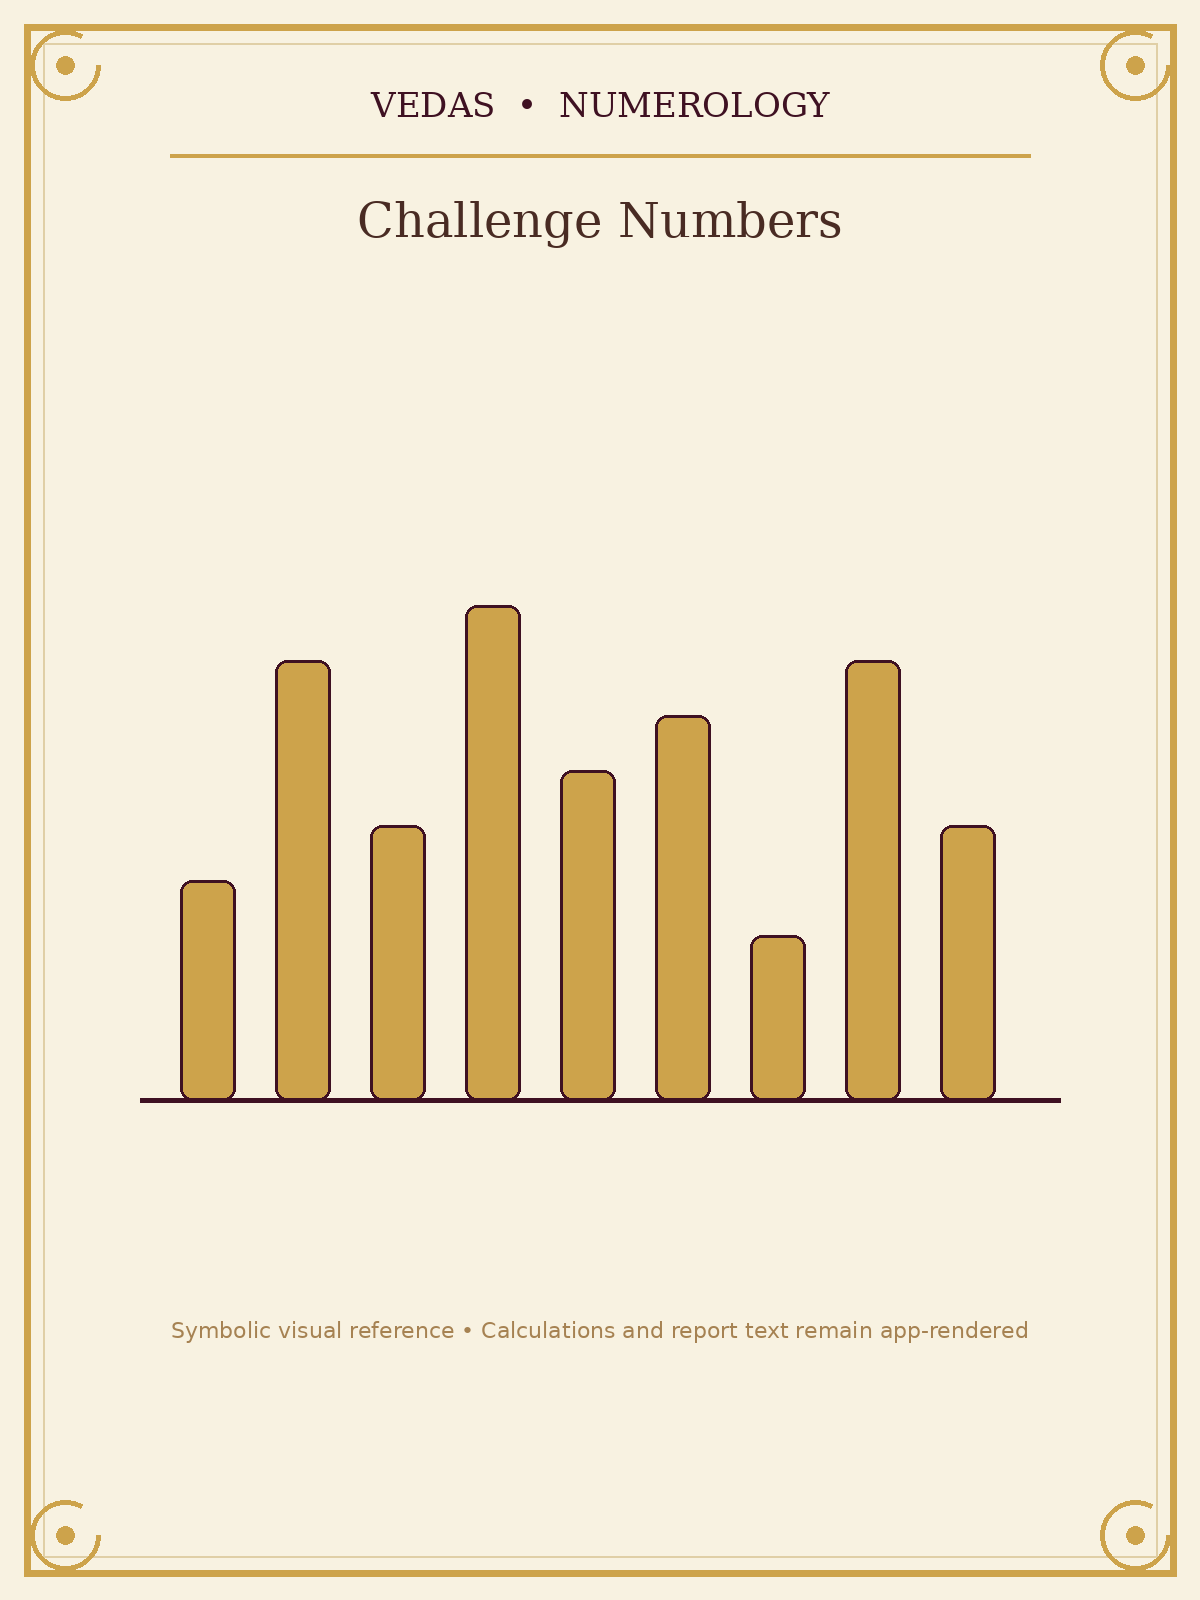 VEDAS • NUMEROLOGY
Challenge Numbers
Symbolic visual reference • Calculations and report text remain app-rendered